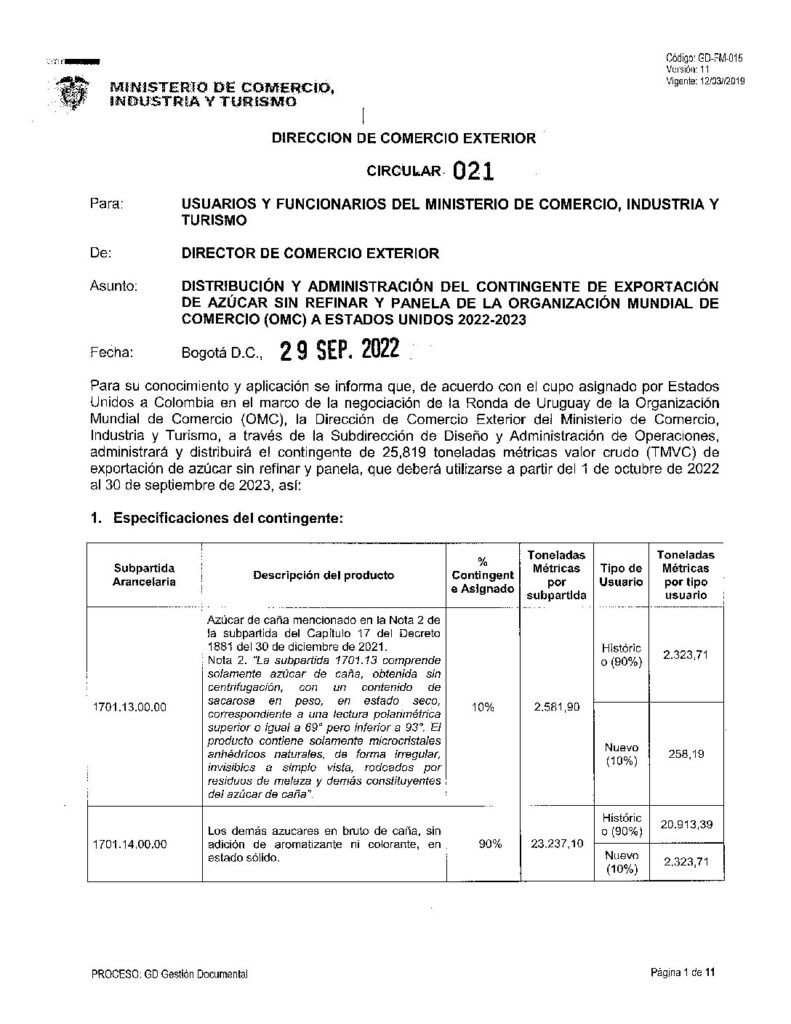 Código: GD-FM-015
Versión: 11
Vigente: 12/03//2019
MINISTERIO DE COMERCIO,
INDUSTRIA Y TURISMO
DIRECCION DE COMERCIO EXTERIOR
CIRCULAR 021
Para: USUARIOS Y FUNCIONARIOS DEL MINISTERIO DE COMERCIO, INDUSTRIA Y
TURISMO
De: DIRECTOR DE COMERCIO EXTERIOR
Asunto: DISTRIBUCIÓN Y ADMINISTRACIÓN DEL CONTINGENTE DE EXPORTACIÓN
DE AZÚCAR SIN REFINAR Y PANELA DE LA ORGANIZACIÓN MUNDIAL DE
COMERCIO (OMC) A ESTADOS UNIDOS 2022-2023
Fecha: Bogotá D.C., 29 SEP. 2022
Para su conocimiento y aplicación se informa que, de acuerdo con el cupo asignado por Estados
Unidos a Colombia en el marco de la negociación de la Ronda de Uruguay de la Organización
Mundial de Comercio (OMC), la Dirección de Comercio Exterior del Ministerio de Comercio,
Industria y Turismo, a través de la Subdirección de Diseño y Administración de Operaciones,
administrará y distribuirá el contingente de 25,819 toneladas métricas valor crudo (TMVC) de
exportación de azúcar sin refinar y panela, que deberá utilizarse a partir del 1 de octubre de 2022
al 30 de septiembre de 2023, así:
1. Especificaciones del contingente:
Subpartida
Arancelaria
Descripción del producto
%
Contingent
e Asignado
Toneladas
Métricas
por
subpartida
Tipo de
Usuario
Toneladas
Métricas
por tipo
usuario
1701.13.00.00
Azúcar de caña mencionado en la Nota 2 de
la subpartida del Capítulo 17 del Decreto
1881 del 30 de diciembre de 2021.
Nota 2. "La subpartida 1701.13 comprende
solamente azúcar de caña, obtenida sin
centrifugación, con un contenido de
sacarosa en peso, en estado seco,
correspondiente a una lectura polarimétrica
superior o igual a 69° pero inferior a 93°. El
producto contiene solamente microcristales
anhédricos naturales, de forma irregular,
invisibles a simple vista, rodeados por
residuos de melaza y demás constituyentes
del azúcar de caña".
10%
2.581,90
Históric
o (90%)
2.323,71
Nuevo
(10%)
258,19
1701.14.00.00
Los demás azucares en bruto de caña, sin
adición de aromatizante ni colorante, en
estado sólido.
90%
23.237,10
Históric
o (90%)
20.913,39
Nuevo
(10%)
2.323,71
PROCESO: GD Gestión Documental
Página 1 de 11